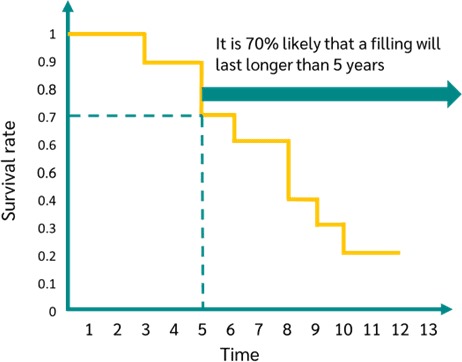 It is 70% likely that a filling will
last longer than 5 years
Survival rate
1
0.9
0.8
0.7
0.6
0.6
0.4
0.3
0.2
0.1
0
1 2 3 4 5 6 7 8 9 10 11 12 13
Time